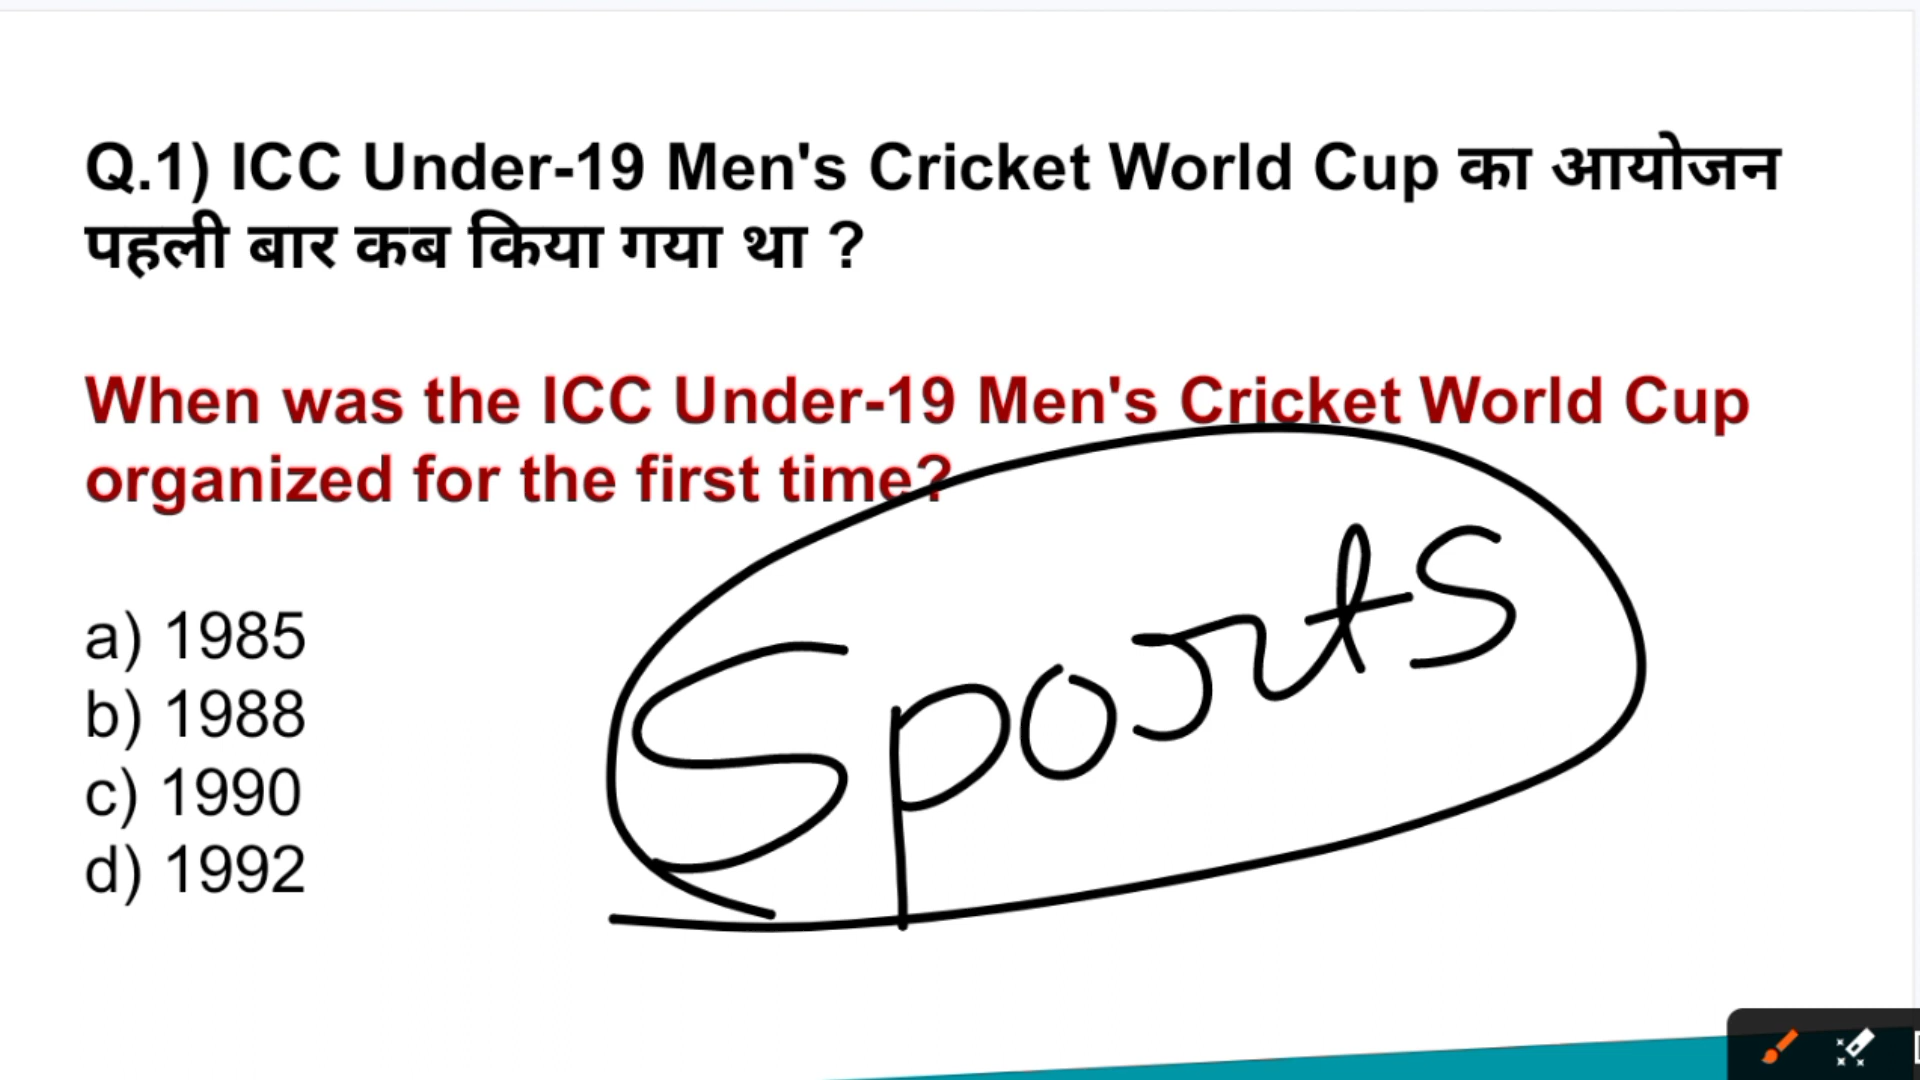 Q.1) ICC Under-19 Men's Cricket World Cup का आयोजन
पहली बार कब किया गया था ?
When was the ICC Under-19 Men's Cricket World Cup
organized for the first time?
a) 1985
b) 1988
c) 1990
d) 1992
Sports